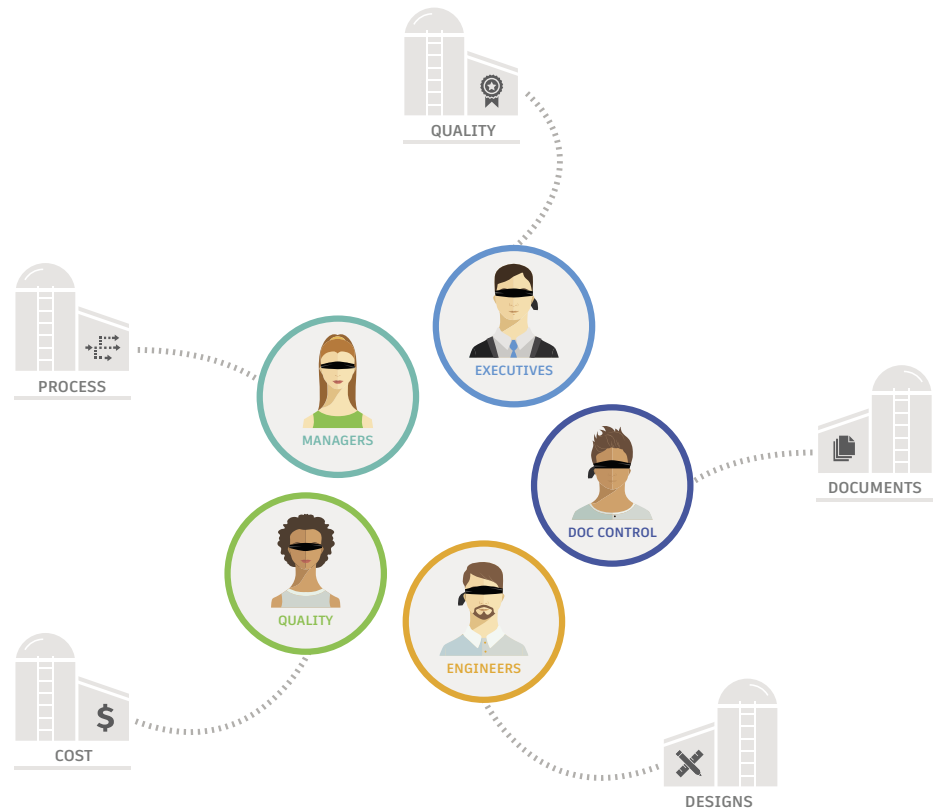 QUALITY
EXECUTIVES
PROCESS
MANAGERS
DOCUMENTS
DOC CONTROL
QUALITY
ENGINEERS
$
COST
DESIGNS